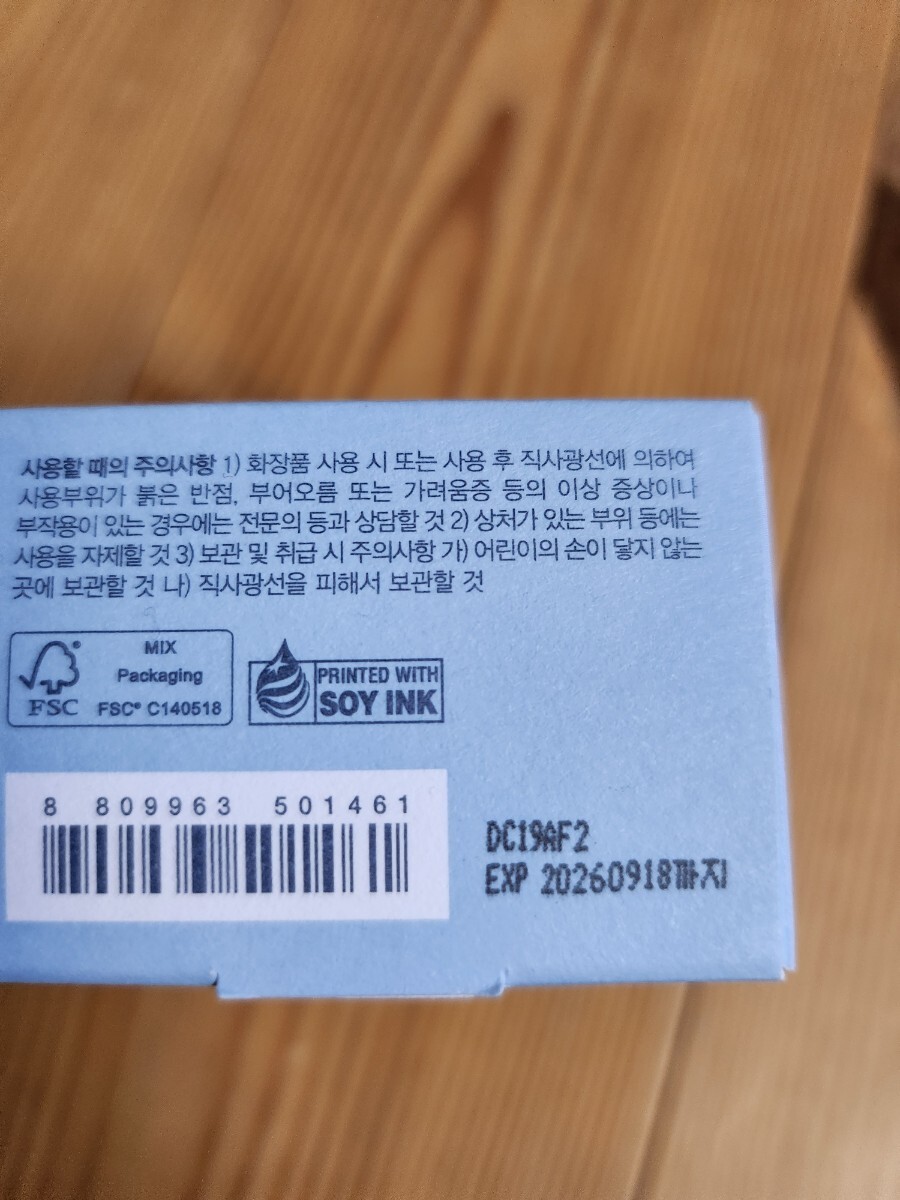 사용할 때의 주의사항 1) 화장품 사용 시 또는 사용 후 직사광선에 의하여
사용부위가 붉은 반점, 부어오름 또는 가려움증 등의 이상 증상이나
부작용이 있는 경우에는 전문의 등과 상담할 것 2) 상처가 있는 부위 등에는
사용을 자제할 것 3) 보관 및 취급 시 주의사항 가) 어린이의 손이 닿지 않는
곳에 보관할 것 나) 직사광선을 피해서 보관할 것
MIX
Packaging
FSC
FSC® C140518
PRINTED WITH
SOY INK
8 809963 501461
DC19AF2
EXP 20260918까지